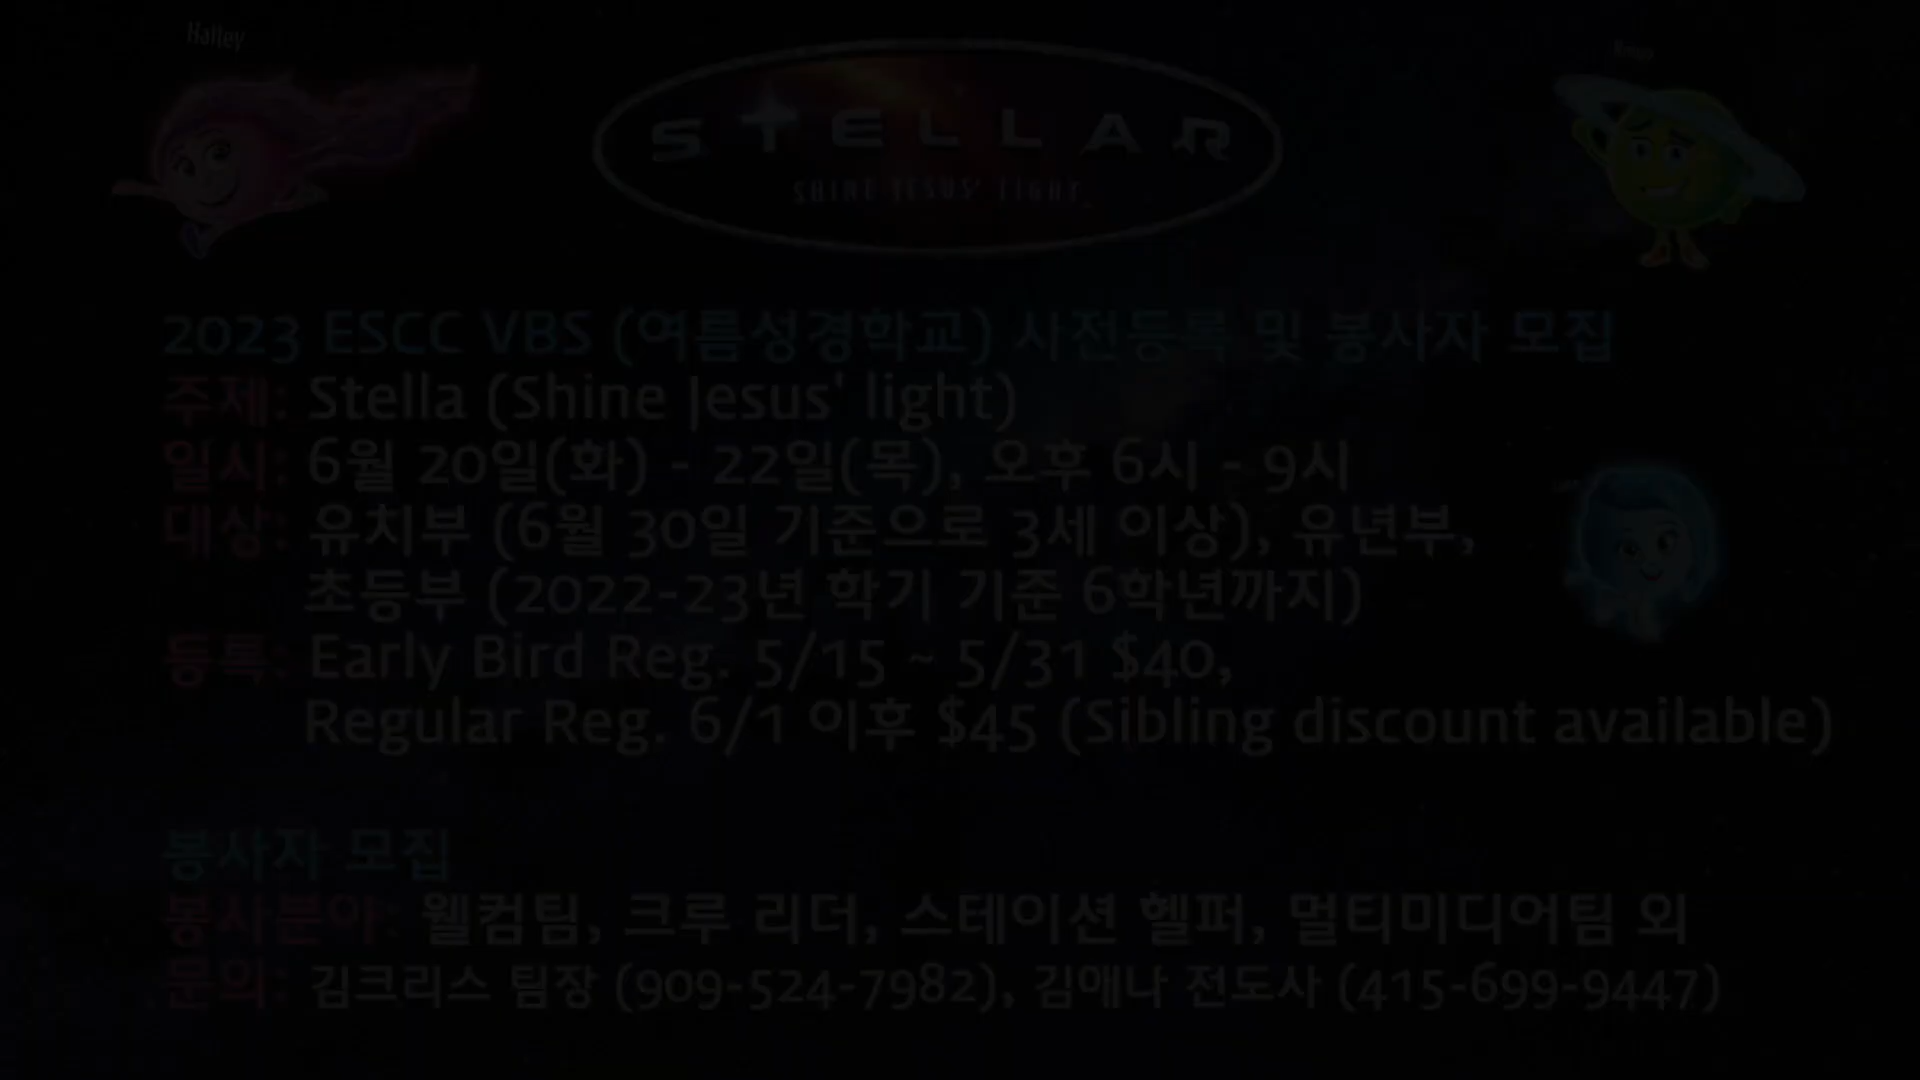 Halley
STELLAR
SHINE JESUS' LIGHT
2023 ESCC VBS (여름성경학교) 사전등록 및 봉사자 모집
주제: Stella (Shine Jesus' light)
일시: 6월 20일(화) - 22일(목), 오후 6시 - 9시
대상: 유치부 (6월 30일 기준으로 3세 이상), 유년부,
초등부 (2022-23년 학기 기준 6학년까지)
등록: Early Bird Reg. 5/15 ~ 5/31 $40,
Regular Reg. 6/1 이후 $45 (Sibling discount available)
봉사자 모집
봉사분야: 웰컴팀, 크루 리더, 스테이션 헬퍼, 멀티미디어팀 외
문의: 김크리스 팀장 (909-524-7982), 김애나 전도사 (415-699-9447)